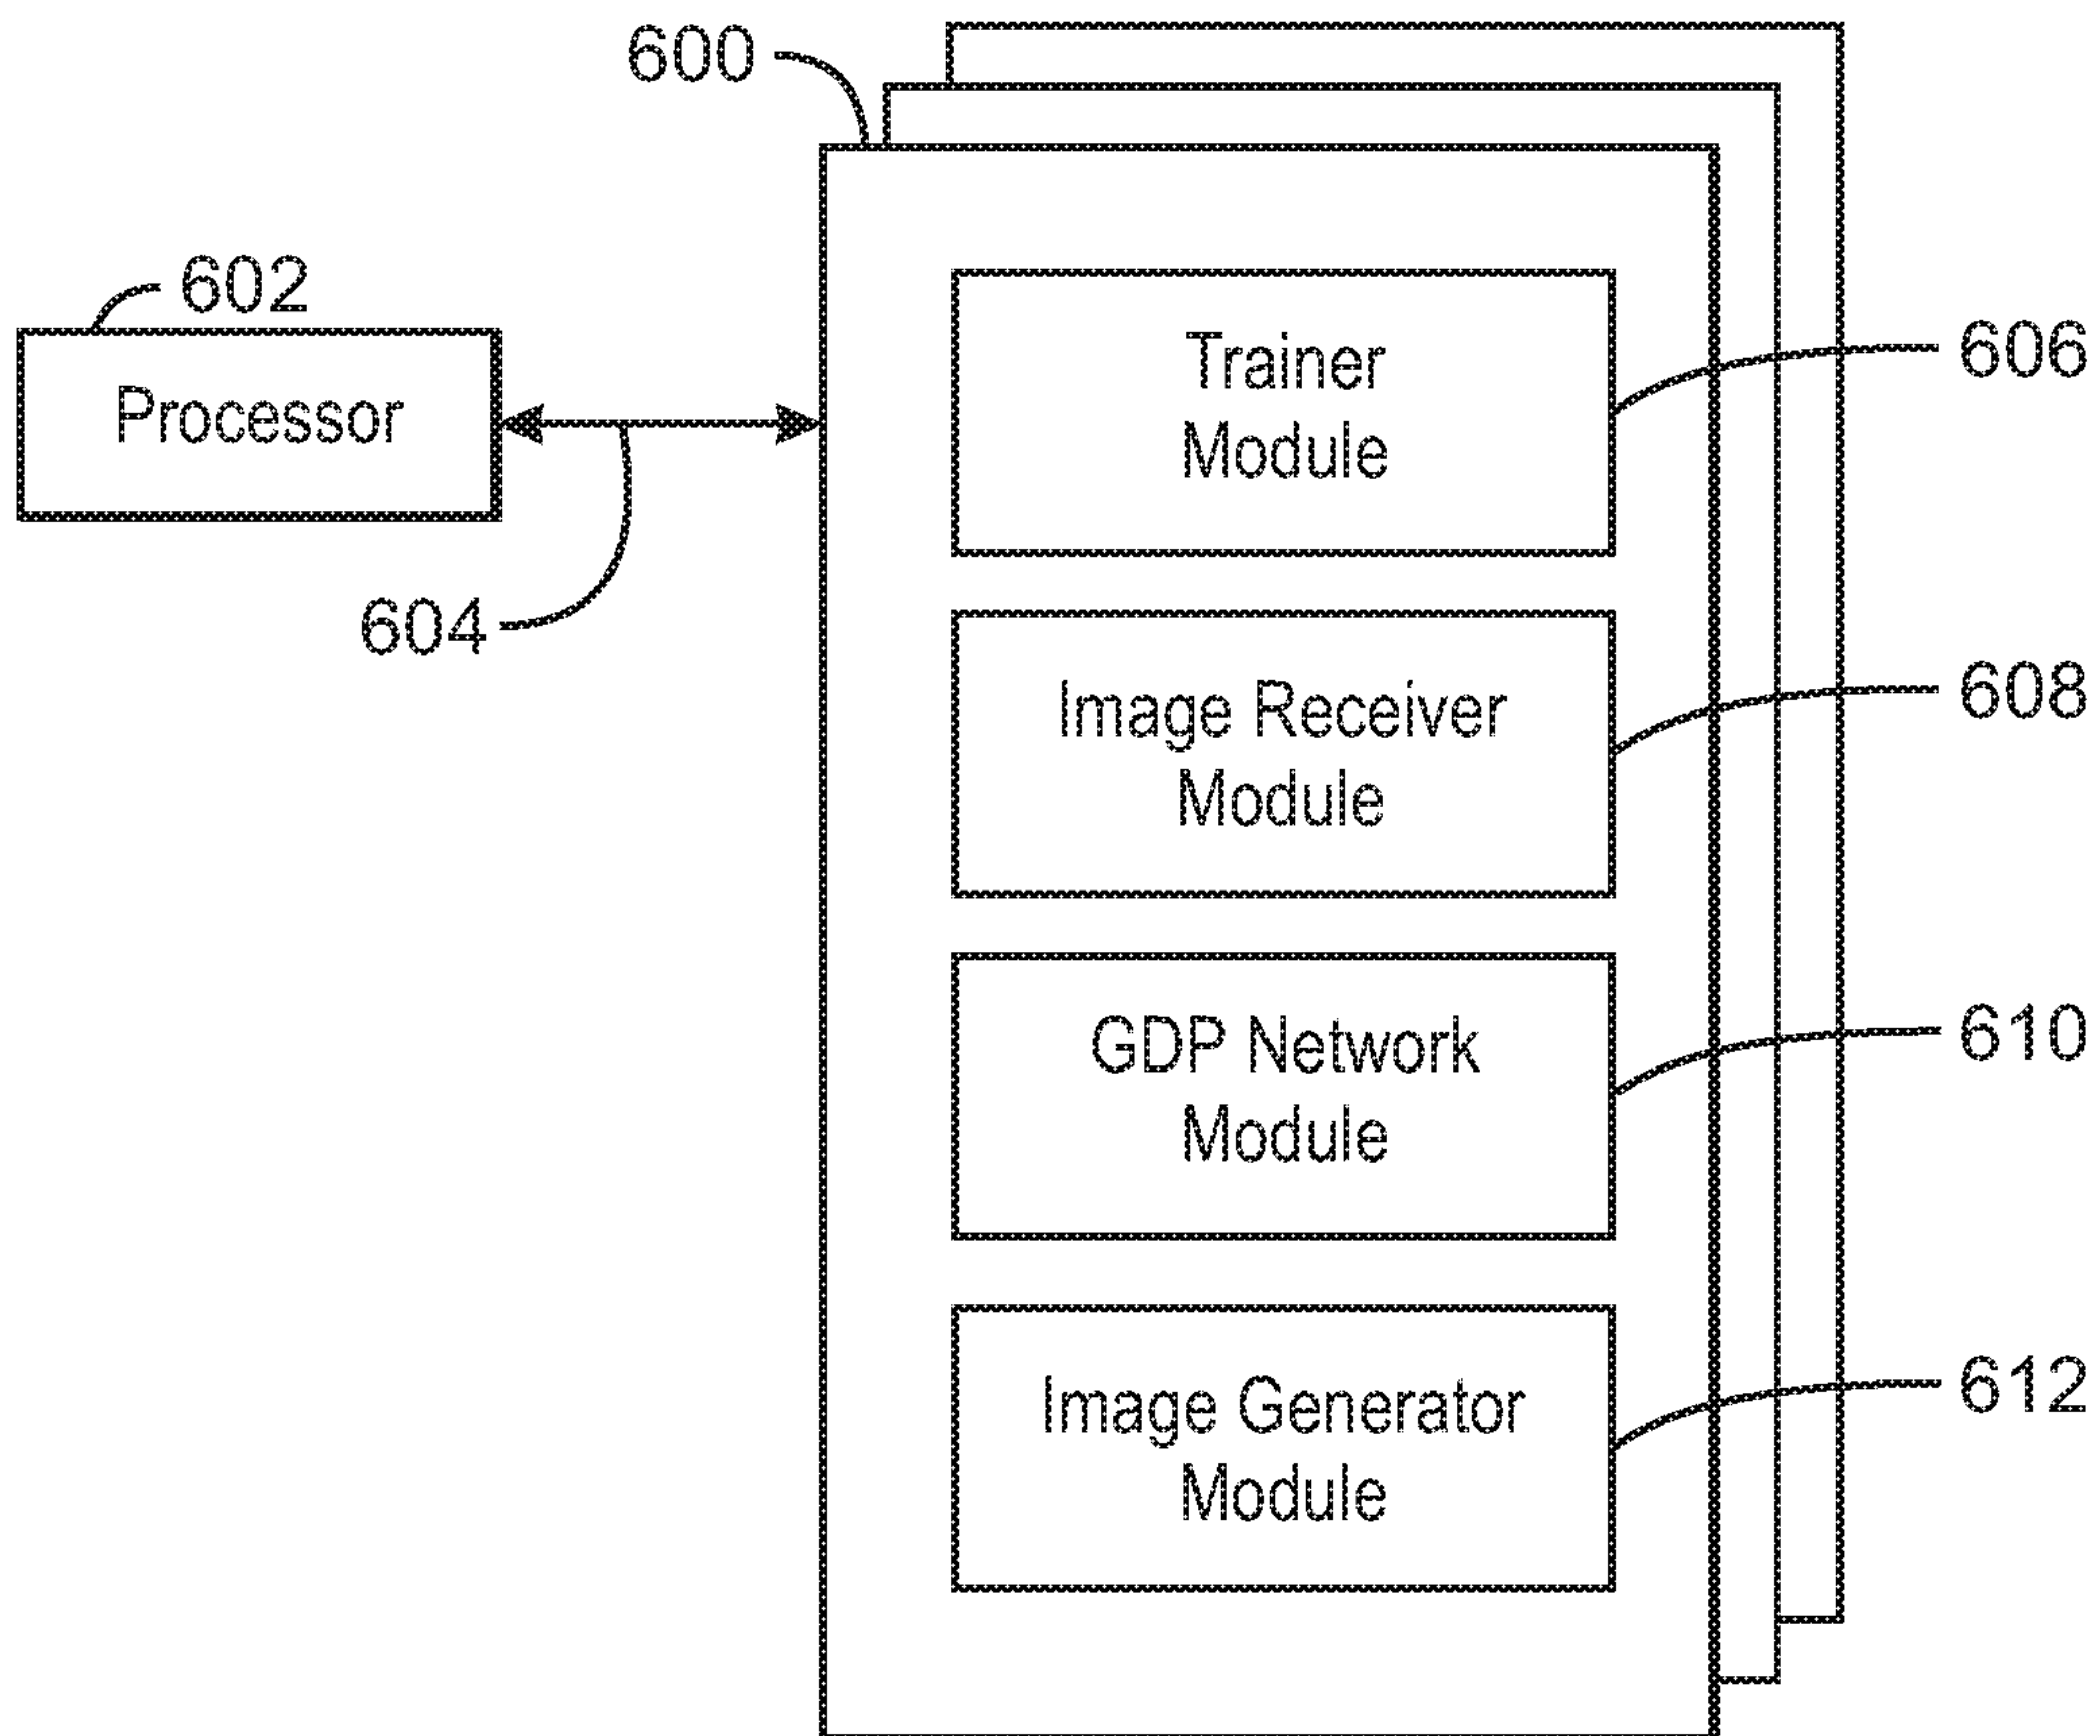 600
602
Processor
604
Trainer
Module
606
Image Receiver
Module
608
GDP Network
Module
610
Image Generator
Module
612